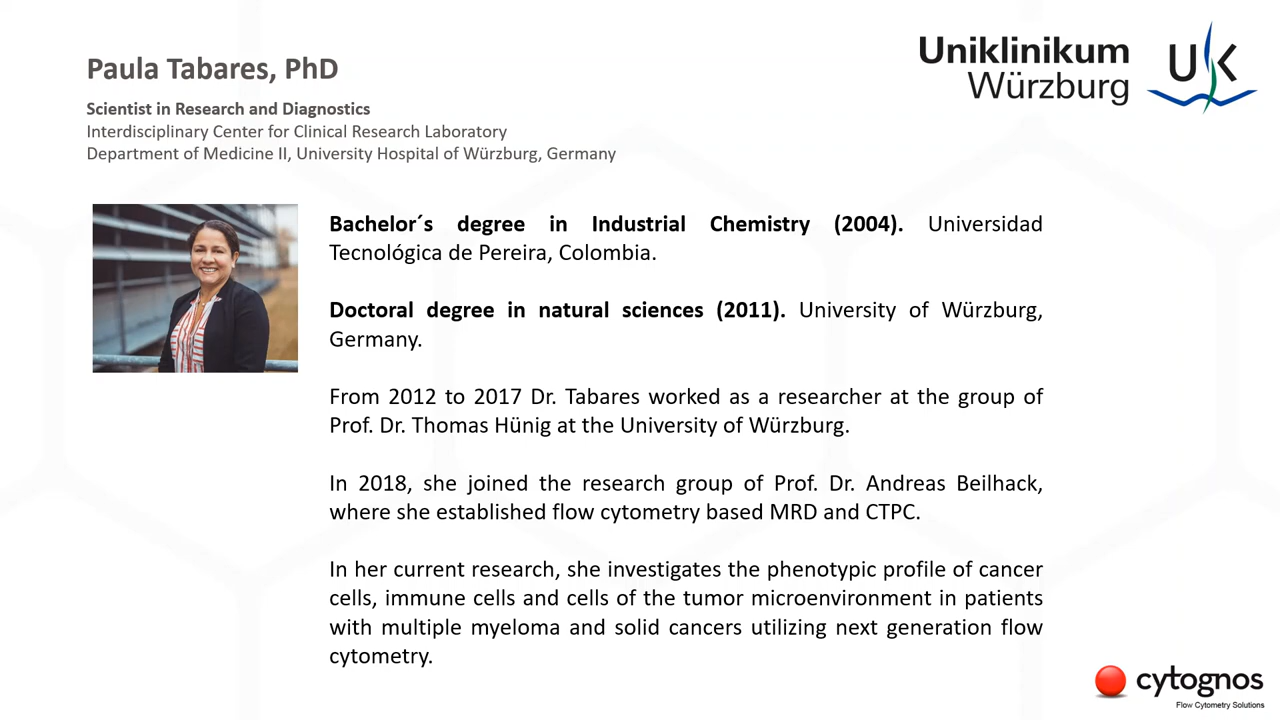 Paula Tabares, PhD
Scientist in Research and Diagnostics
Interdisciplinary Center for Clinical Research Laboratory
Department of Medicine II, University Hospital of Würzburg, Germany
Uniklinikum
Würzburg
UK
Bachelor´s degree in Industrial Chemistry (2004). Universidad
Tecnológica de Pereira, Colombia.
Doctoral degree in natural sciences (2011). University of Würzburg,
Germany.
From 2012 to 2017 Dr. Tabares worked as a researcher at the group of
Prof. Dr. Thomas Hünig at the University of Würzburg.
In 2018, she joined the research group of Prof. Dr. Andreas Beilhack,
where she established flow cytometry based MRD and CTPC.
In her current research, she investigates the phenotypic profile of cancer
cells, immune cells and cells of the tumor microenvironment in patients
with multiple myeloma and solid cancers utilizing next generation flow
cytometry.
cytognos
Flow Cytometry Solutions